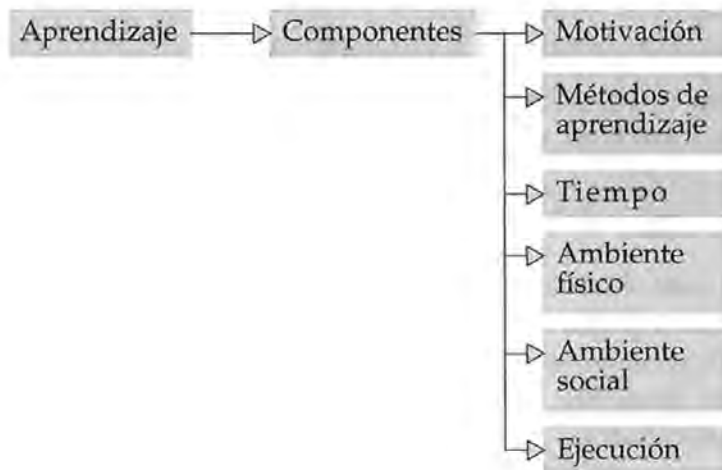 Aprendizaje
Componentes
Motivación
Métodos de
aprendizaje
Tiempo
Ambiente
físico
Ambiente
social
Ejecución